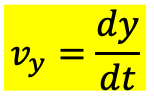 v_y = dy/dt